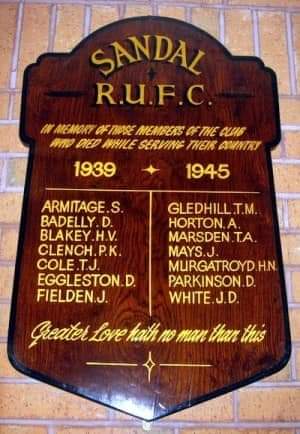 SANDAL
R.U.F.C.
IN MEMORY OF THOSE MEMBERS OF THE CLUB
WHO DIED WHILE SERVING THEIR COUNTRY
1939 1945
ARMITAGE.S.
BADELLY.D.
BLAKEY.H.V.
CLENCH.P.K.
COLE.T.J.
EGGLESTON.D.
FIELDEN.J.
GLEDHILL.T.M.
HORTON.A.
MARSDEN.T.A.
MAYS.J.
MURGATROYD.H.N.
PARKINSON.D.
WHITE.J.D.
Greater Love hath no man than this